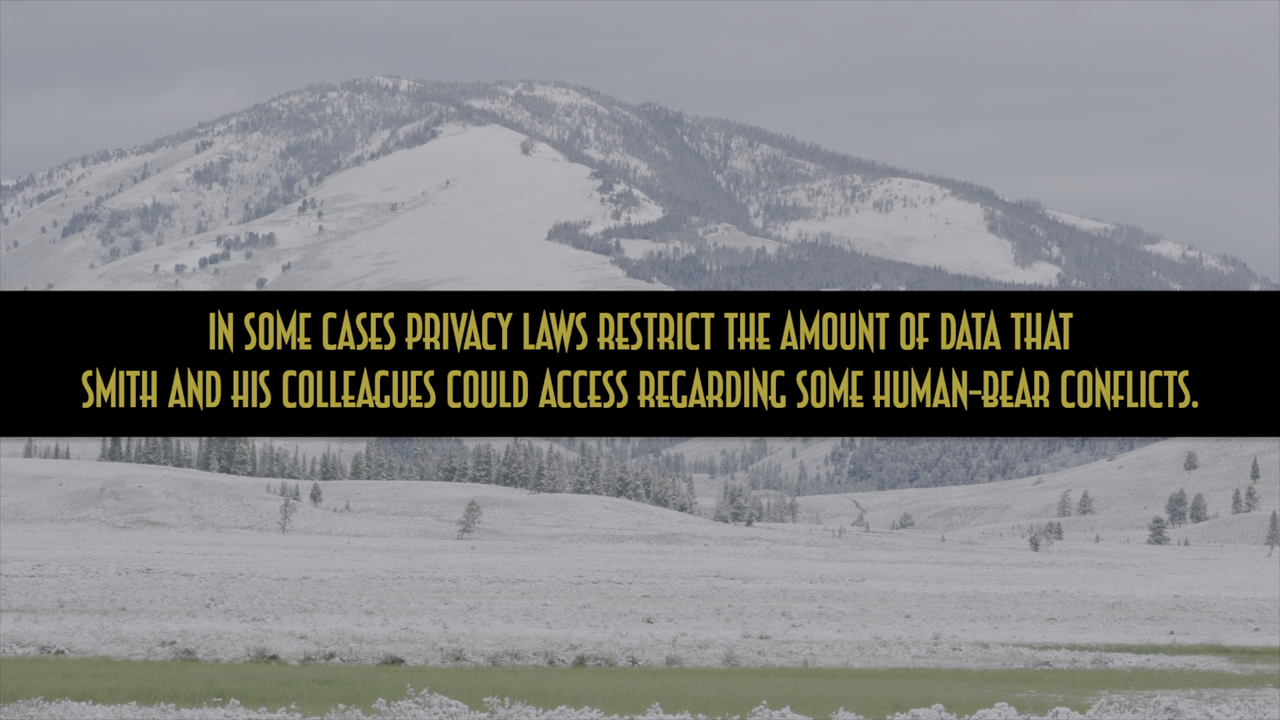 IN SOME CASES PRIVACY LAWS RESTRICT THE AMOUNT OF DATA THAT
SMITH AND HIS COLLEAGUES COULD ACCESS REGARDING SOME HUMAN-BEAR CONFLICTS.